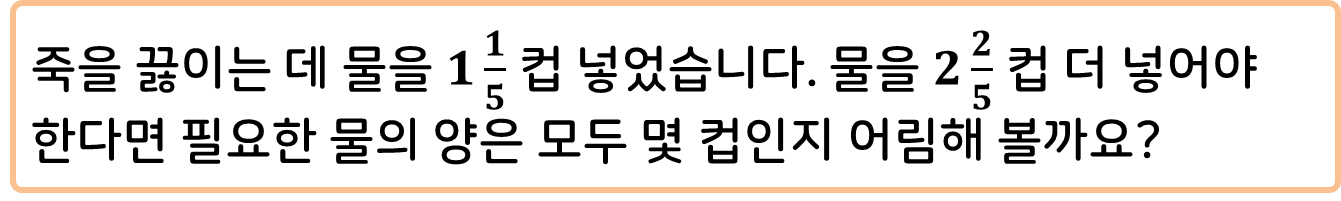 죽을 끓이는 데 물을 1 1/5 컵 넣었습니다. 물을 2 2/5 컵 더 넣어야
한다면 필요한 물의 양은 모두 몇 컵인지 어림해 볼까요?